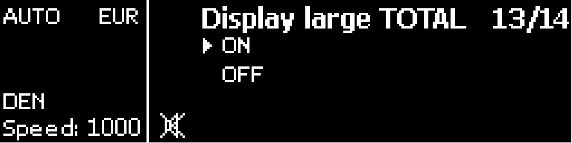 AUTO EUR
Display large TOTAL 13/14
ON
OFF
DEN
Speed: 1000